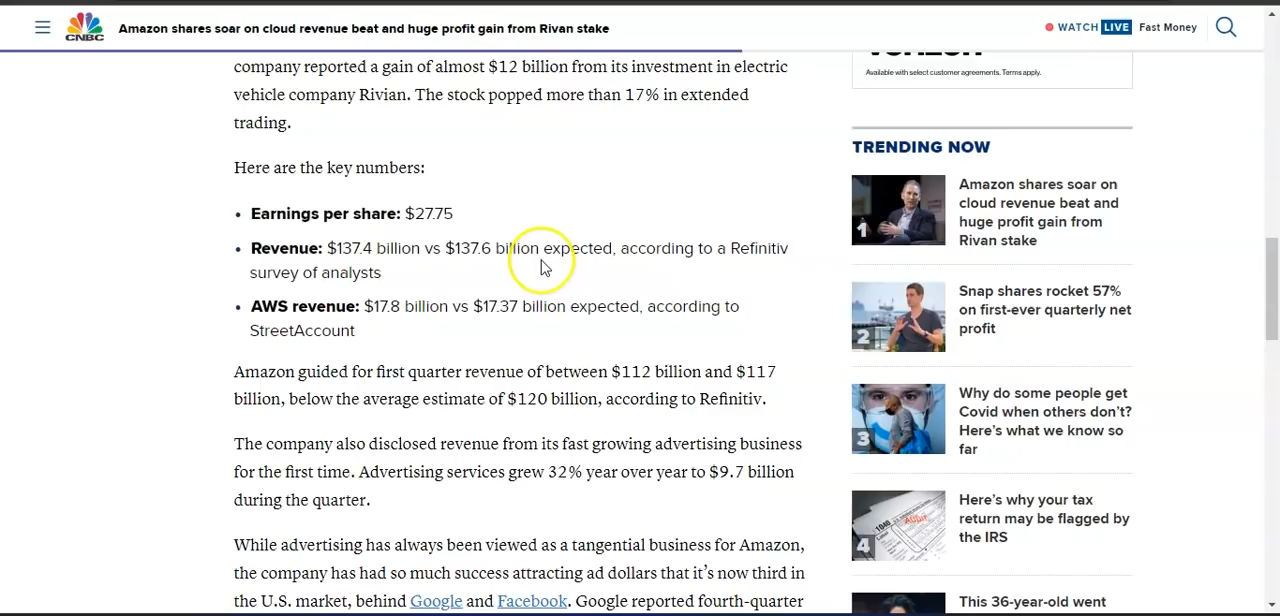 CNBC
Amazon shares soar on cloud revenue beat and huge profit gain from Rivan stake
WATCH LIVE Fast Money
company reported a gain of almost $12 billion from its investment in electric
vehicle company Rivian. The stock popped more than 17% in extended
trading.
Here are the key numbers:
• Earnings per share: $27.75
• Revenue: $137.4 billion vs $137.6 billion expected, according to a Refinitiv
survey of analysts
• AWS revenue: $17.8 billion vs $17.37 billion expected, according to
StreetAccount
Amazon guided for first quarter revenue of between $112 billion and $117
billion, below the average estimate of $120 billion, according to Refinitiv.
The company also disclosed revenue from its fast growing advertising business
for the first time. Advertising services grew 32% year over year to $9.7 billion
during the quarter.
While advertising has always been viewed as a tangential business for Amazon,
the company has had so much success attracting ad dollars that it's now third in
the U.S. market, behind Google and Facebook. Google reported fourth-quarter
Available with select customer agreements. Terms apply.
TRENDING NOW
1
Amazon shares soar on
cloud revenue beat and
huge profit gain from
Rivan stake
2
Snap shares rocket 57%
on first-ever quarterly net
profit
3
Why do some people get
Covid when others don't?
Here's what we know so
far
4
1040
AUDIT
Here's why your tax
return may be flagged by
the IRS
This 36-year-old went